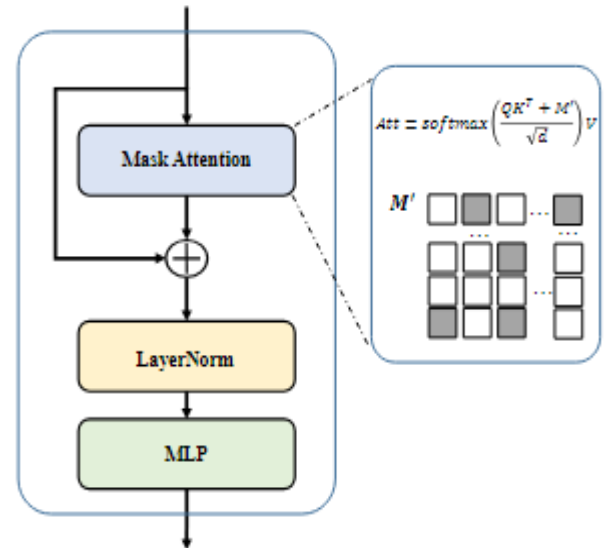 Mask Attention
LayerNorm
MLP
Att = softmax((QK^T + M')/√d) V
M'
...
... ...
...